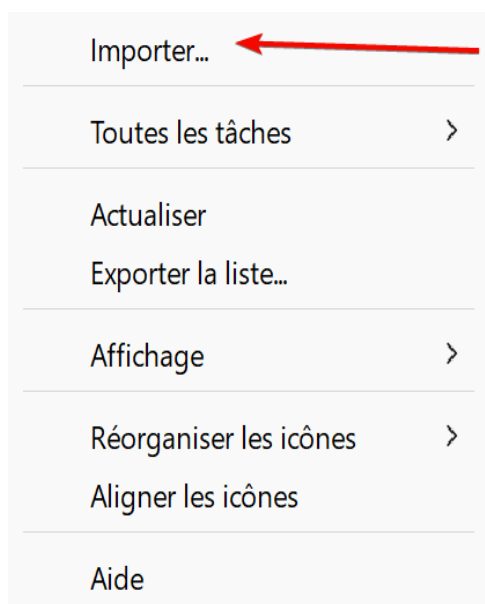 Importer...
Toutes les tâches
Actualiser
Exporter la liste...
Affichage
Réorganiser les icônes
Aligner les icônes
Aide